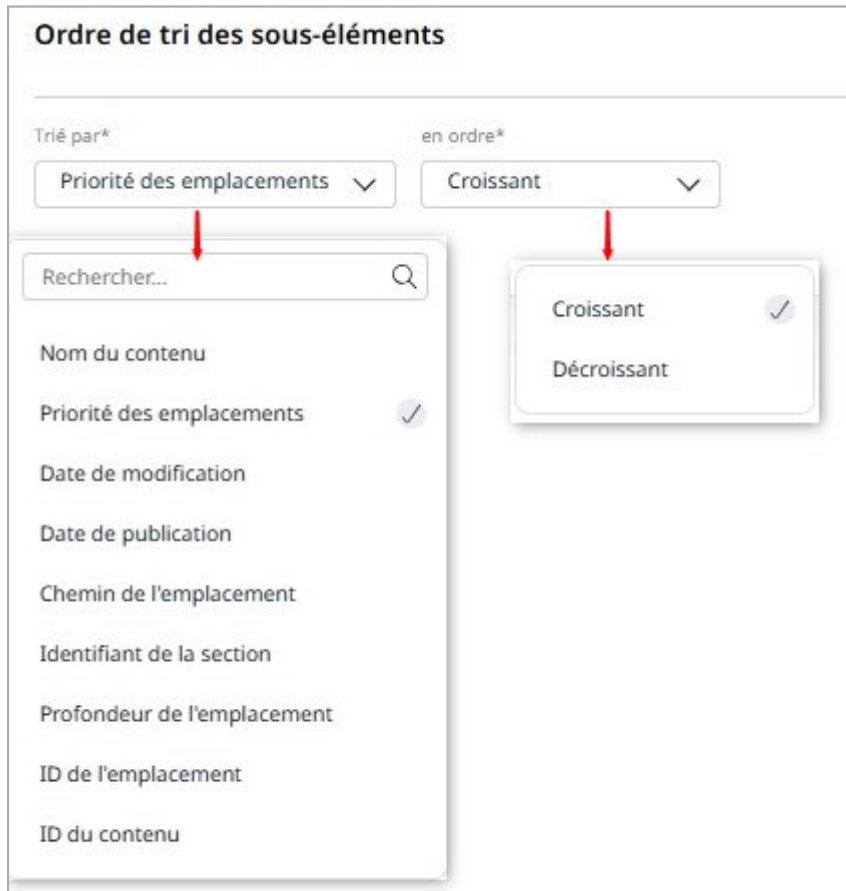 Ordre de tri des sous-éléments
Trié par*
en ordre*
Priorité des emplacements
Croissant
Rechercher...
Nom du contenu
Priorité des emplacements
Date de modification
Date de publication
Chemin de l'emplacement
Identifiant de la section
Profondeur de l'emplacement
ID de l'emplacement
ID du contenu
Croissant
Décroissant